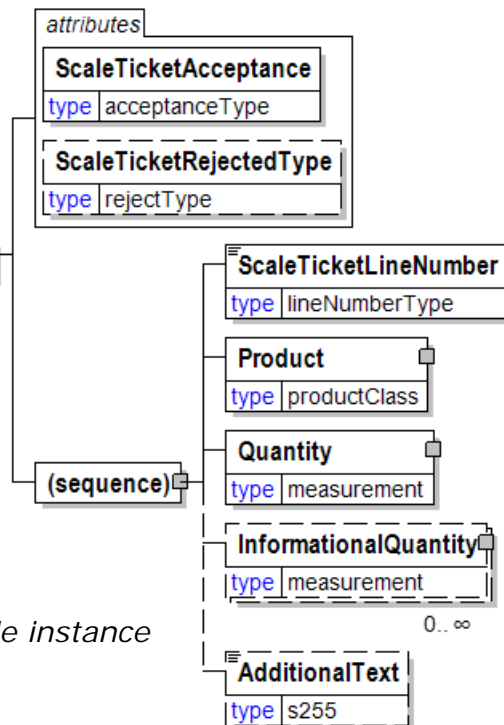 attributes
ScaleTicketAcceptance
type acceptanceType
ScaleTicketRejectedType
type rejectType
ScaleTicketLineNumber
type lineNumberType
Product
type productClass
Quantity
type measurement
(sequence)
InformationalQuantity
type measurement
0.. ∞
instance
AdditionalText
type s255